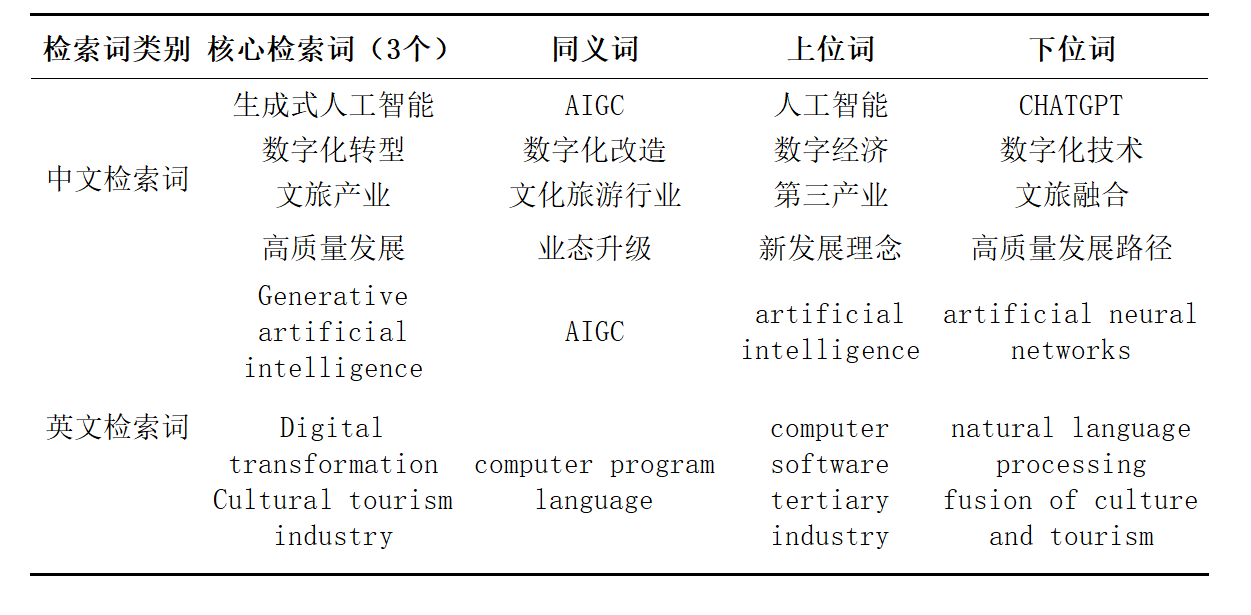 检索词类别 核心检索词（3个） 同义词 上位词 下位词
生成式人工智能 AIGC 人工智能 CHATGPT
数字化转型 数字化改造 数字经济 数字化技术
中文检索词
文旅产业 文化旅游行业 第三产业 文旅融合
高质量发展 业态升级 新发展理念 高质量发展路径
Generative
artificial
intelligence
AIGC
artificial
intelligence
artificial neural
networks
英文检索词
Digital
transformation
Cultural tourism
industry
computer program
language
computer
software
tertiary
industry
natural language
processing
fusion of culture
and tourism